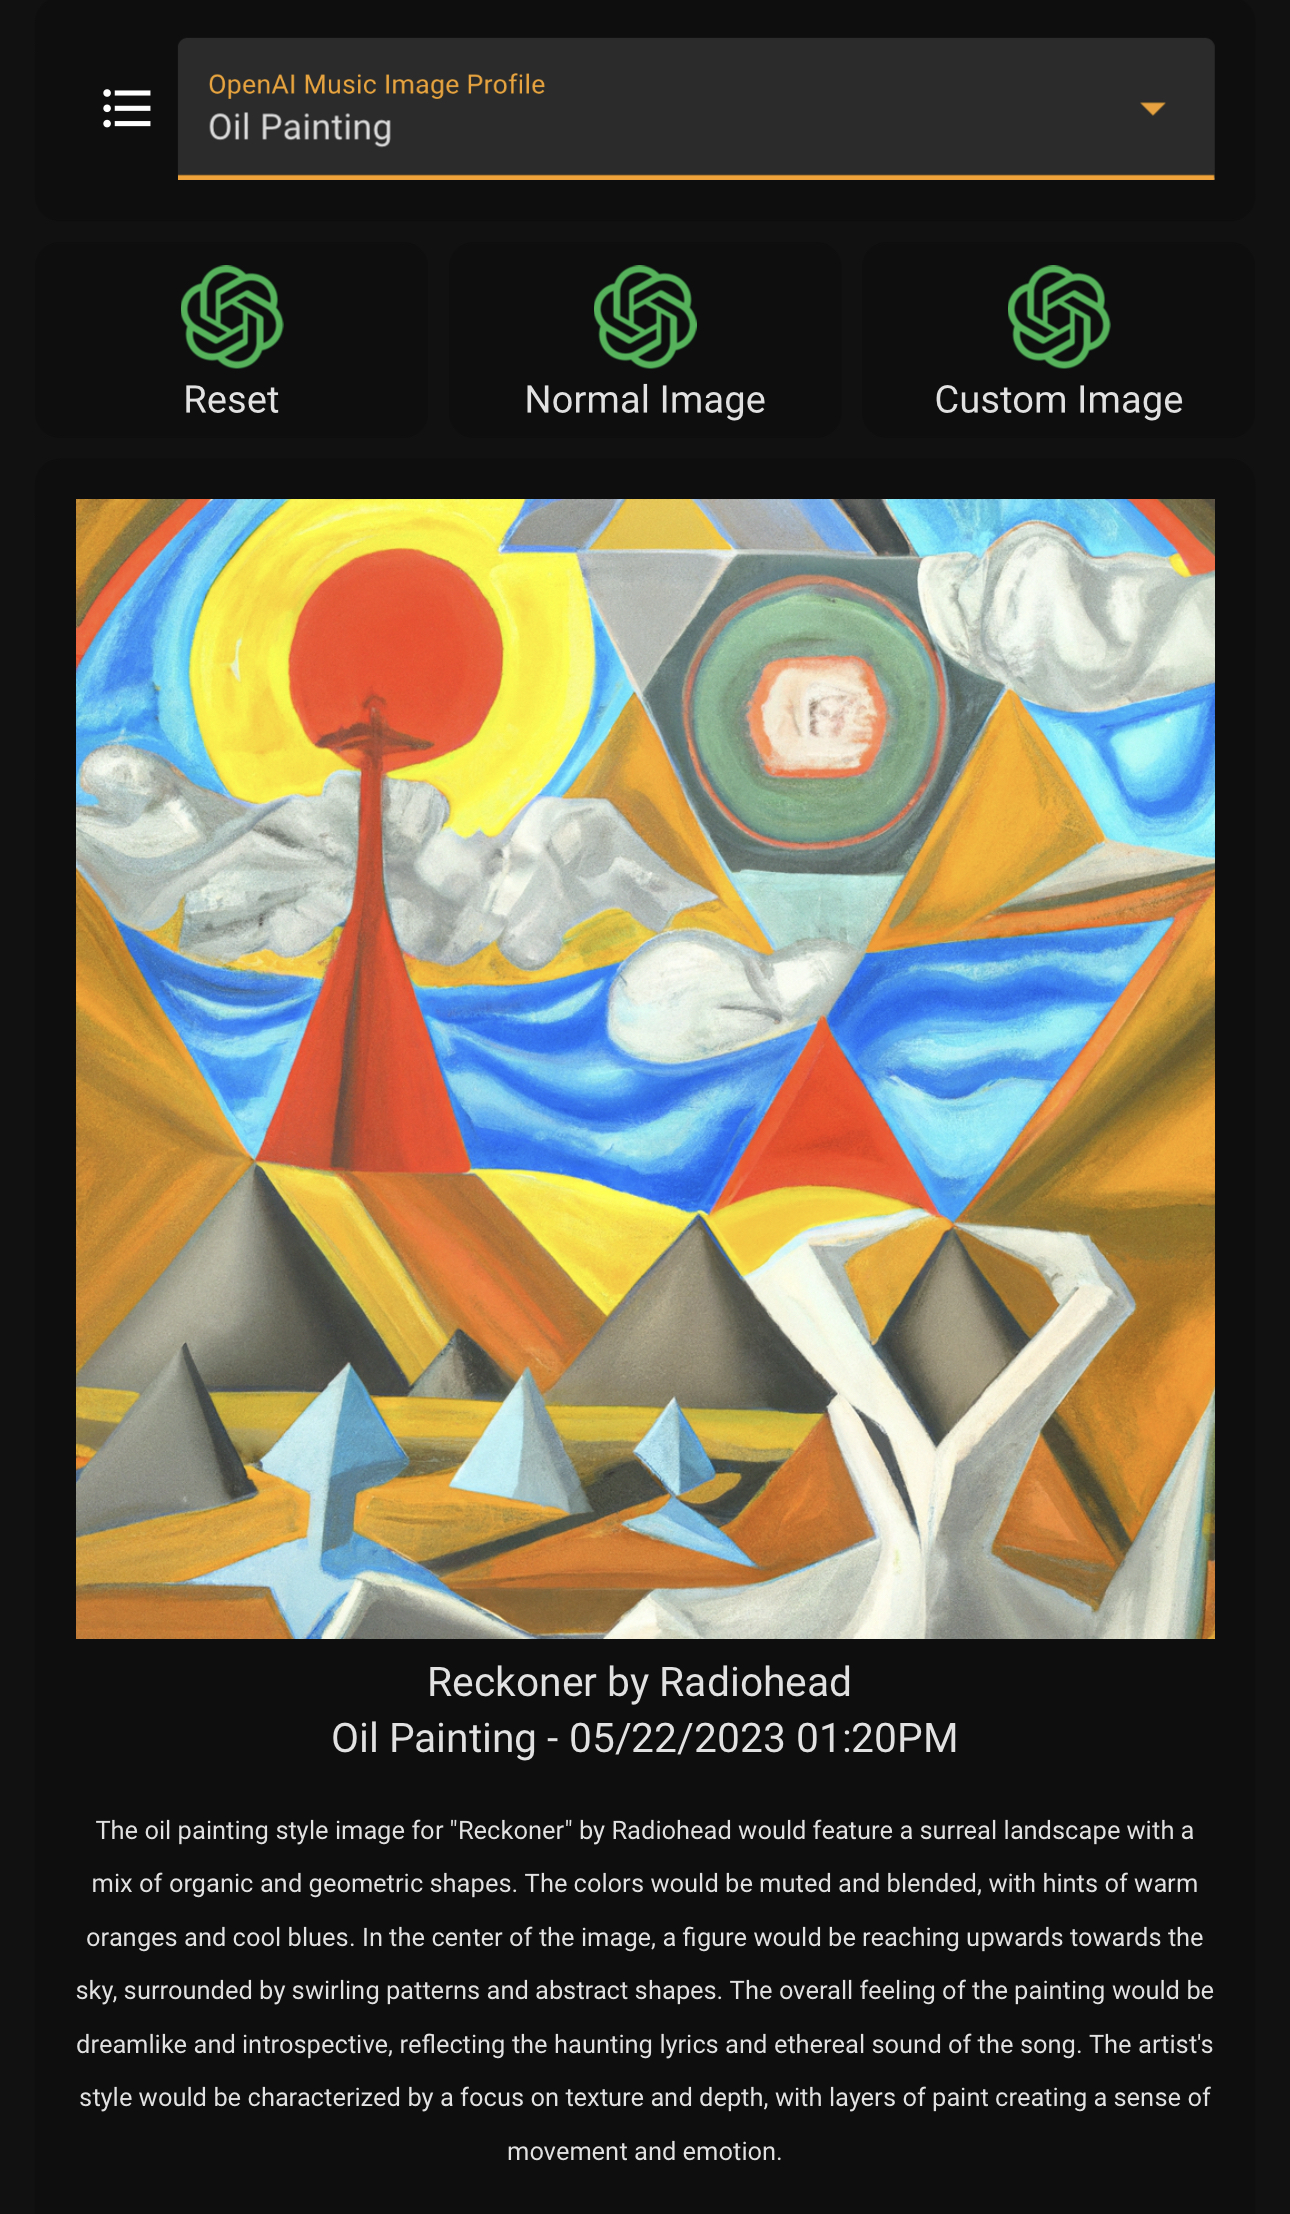 OpenAI Music Image Profile
Oil Painting
Reset
Normal Image
Custom Image
Reckoner by Radiohead
Oil Painting - 05/22/2023 01:20PM
The oil painting style image for "Reckoner" by Radiohead would feature a surreal landscape with a
mix of organic and geometric shapes. The colors would be muted and blended, with hints of warm
oranges and cool blues. In the center of the image, a figure would be reaching upwards towards the
sky, surrounded by swirling patterns and abstract shapes. The overall feeling of the painting would be
dreamlike and introspective, reflecting the haunting lyrics and ethereal sound of the song. The artist's
style would be characterized by a focus on texture and depth, with layers of paint creating a sense of
movement and emotion.